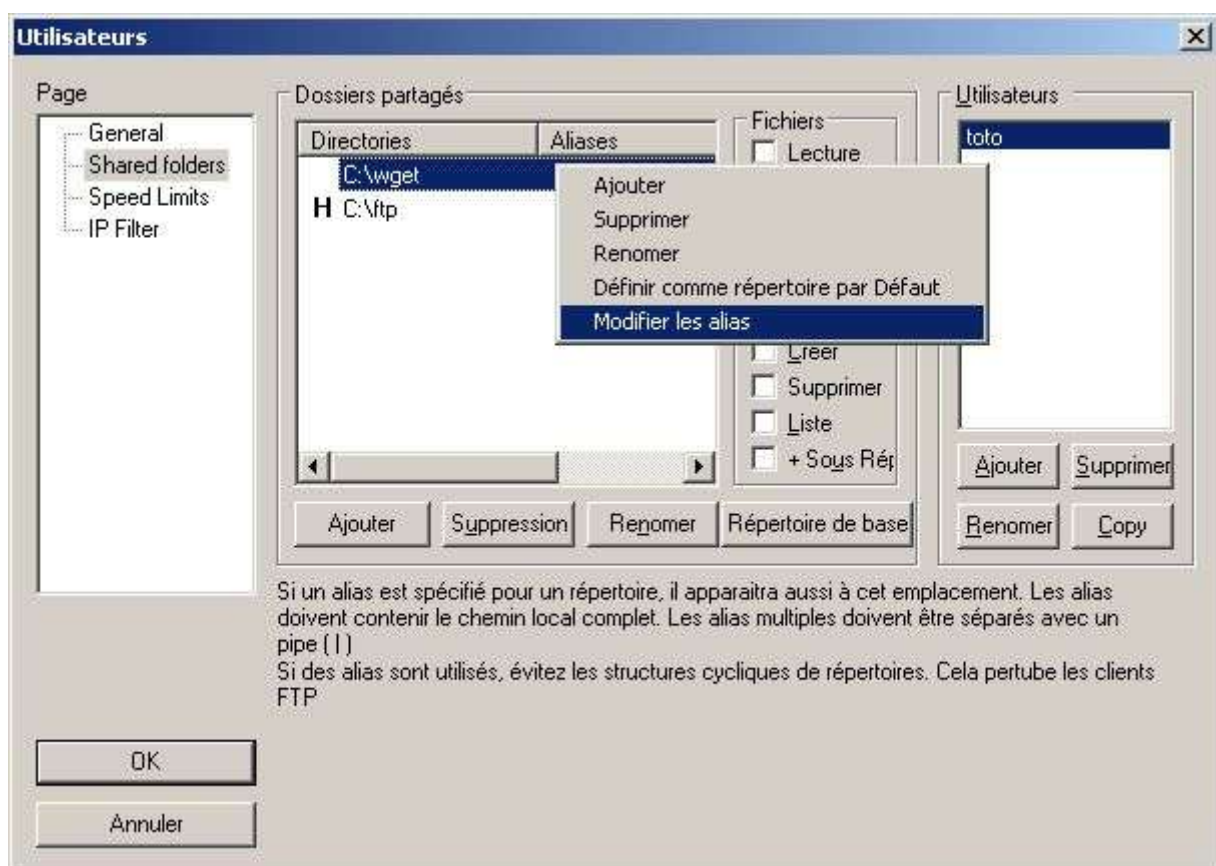 Utilisateurs
Page
General
Shared folders
Speed Limits
IP Filter
Dossiers partagés
Directories Aliases
C:\wget
H C:\ftp
Fichiers
Lecture
Ajouter
Supprimer
Renomer
Définir comme répertoire par Défaut
Modifier les alias
Créer
Supprimer
Liste
+ Sous Rép
Ajouter Suppression Renomer Répertoire de base
Utilisateurs
toto
Ajouter Supprimer
Renomer Copy
Si un alias est spécifié pour un répertoire, il apparaitra aussi à cet emplacement. Les alias
doivent contenir le chemin local complet. Les alias multiples doivent être séparés avec un
pipe ( | )
Si des alias sont utilisés, évitez les structures cycliques de répertoires. Cela pertube les clients
FTP
OK
Annuler